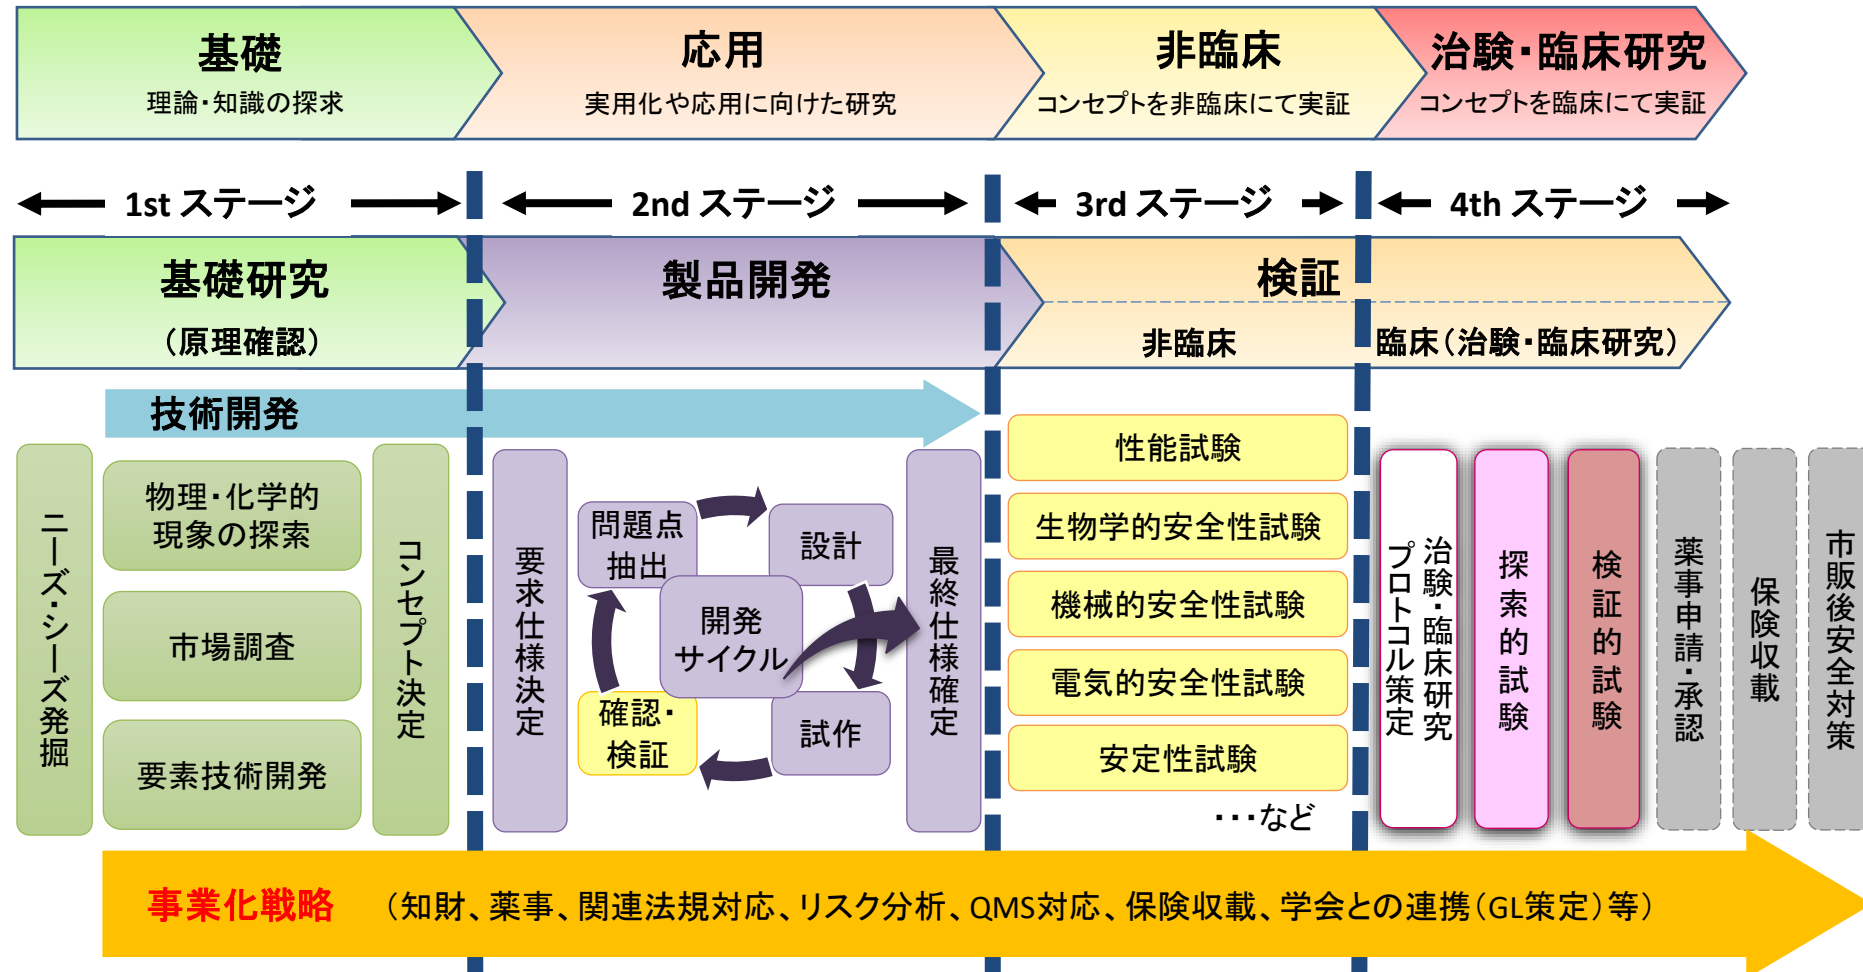 基礎
理論・知識の探求
応用
実用化や応用に向けた研究
非臨床
コンセプトを非臨床にて実証
治験・臨床研究
コンセプトを臨床にて実証
1st ステージ
2nd ステージ
3rd ステージ
4th ステージ
基礎研究
（原理確認）
製品開発
検証
非臨床
臨床（治験・臨床研究）
技術開発
ニーズ・シーズ発掘
物理・化学的
現象の探索
市場調査
要素技術開発
コンセプト決定
要求仕様決定
問題点
抽出
設計
開発
サイクル
確認・
検証
試作
最終仕様確定
性能試験
生物学的安全性試験
機械的安全性試験
電気的安全性試験
安定性試験
・・・など
治験・臨床研究
プロトコル策定
探索的試験
検証的試験
薬事申請・承認
保険収載
市販後安全対策
事業化戦略 （知財、薬事、関連法規対応、リスク分析、QMS対応、保険収載、学会との連携（GL策定）等）